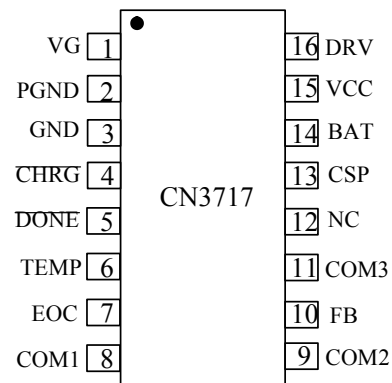 VG 1 16 DRV
PGND 2 15 VCC
GND 3 14 BAT
CHRG 4 13 CSP
CN3717
DONE 5 12 NC
TEMP 6 11 COM3
EOC 7 10 FB
COM1 8 9 COM2